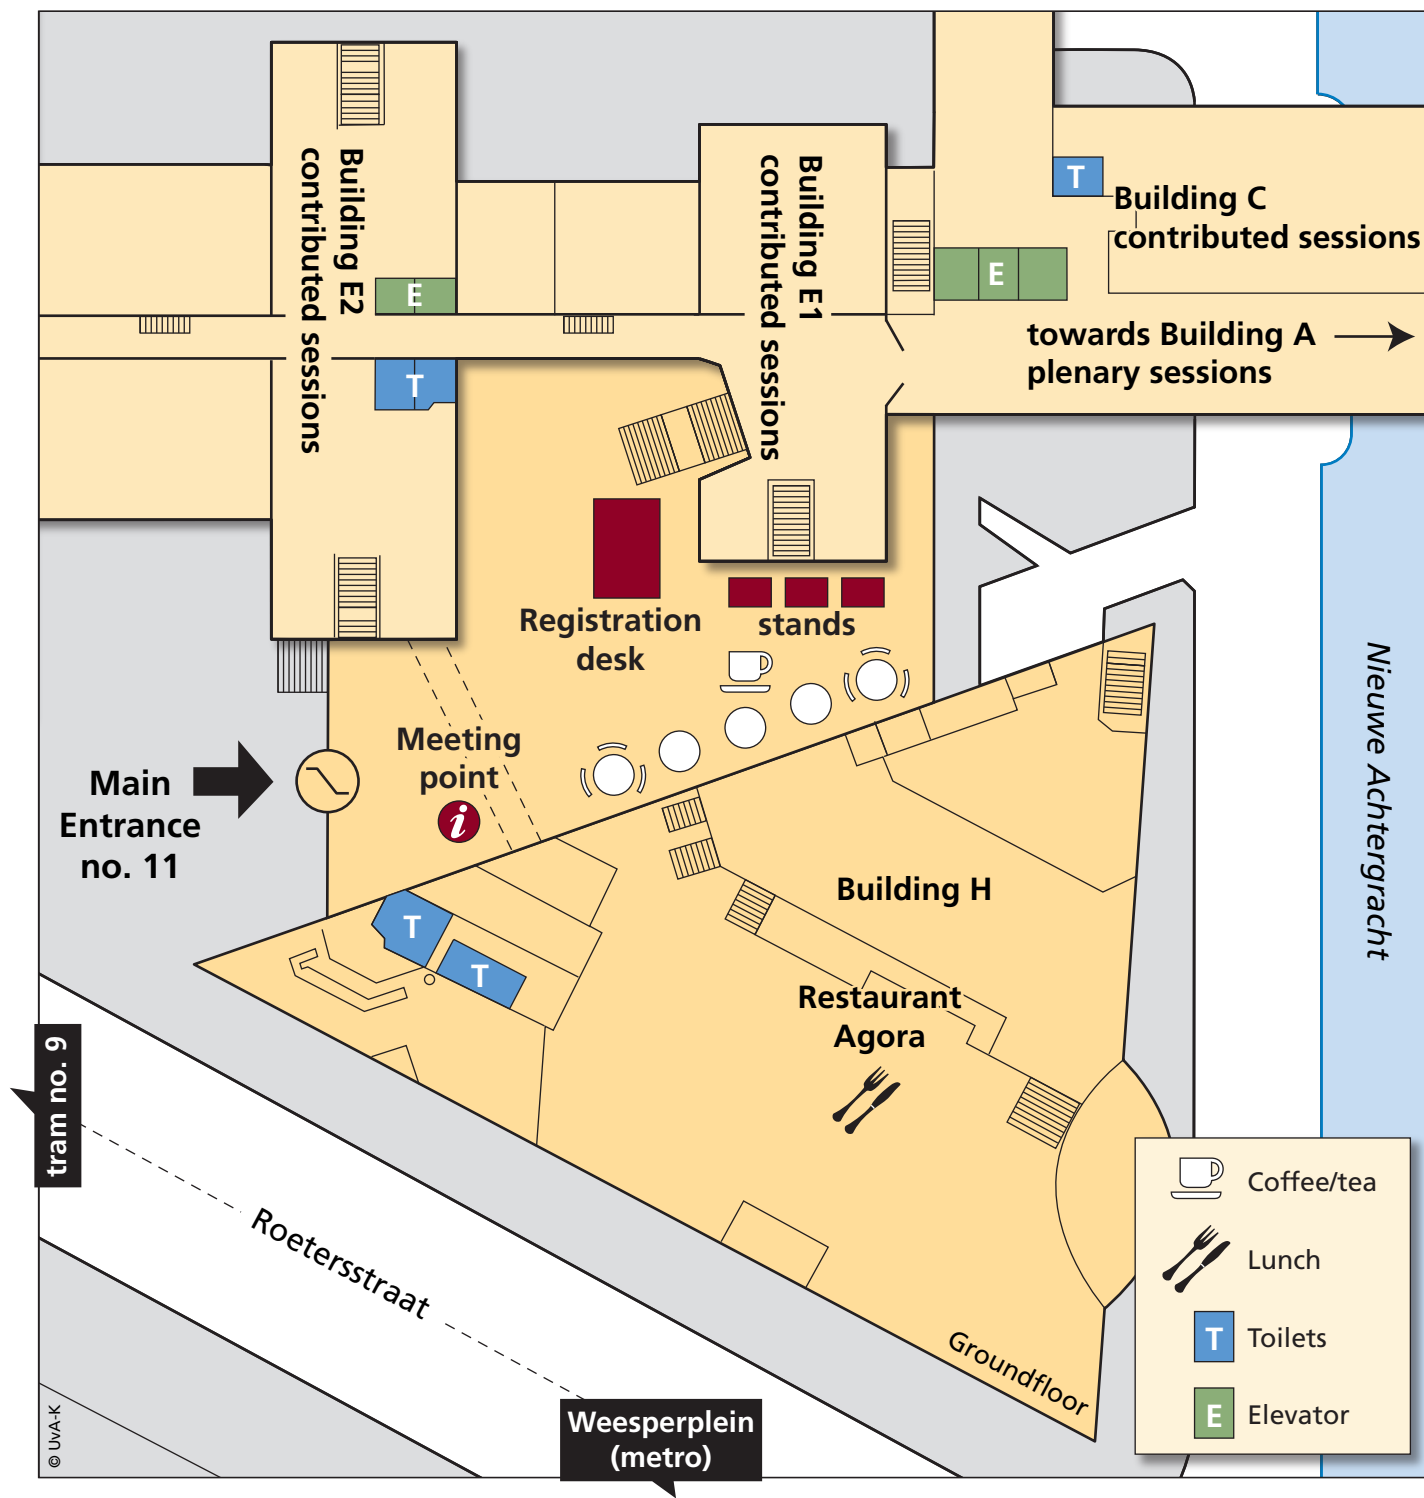 Building E2
contributed sessions
Building E1
contributed sessions
T
Building C
contributed sessions
E
E
towards Building A
plenary sessions
T
Registration
desk
stands
Meeting
point
i
Main
Entrance
no. 11
Nieuwe Achtergracht
Building H
T
T
Restaurant
Agora
tram no. 9
Roetersstraat
Groundfloor
Weesperplein
(metro)
Coffee/tea
Lunch
T Toilets
E Elevator
© UvA-K